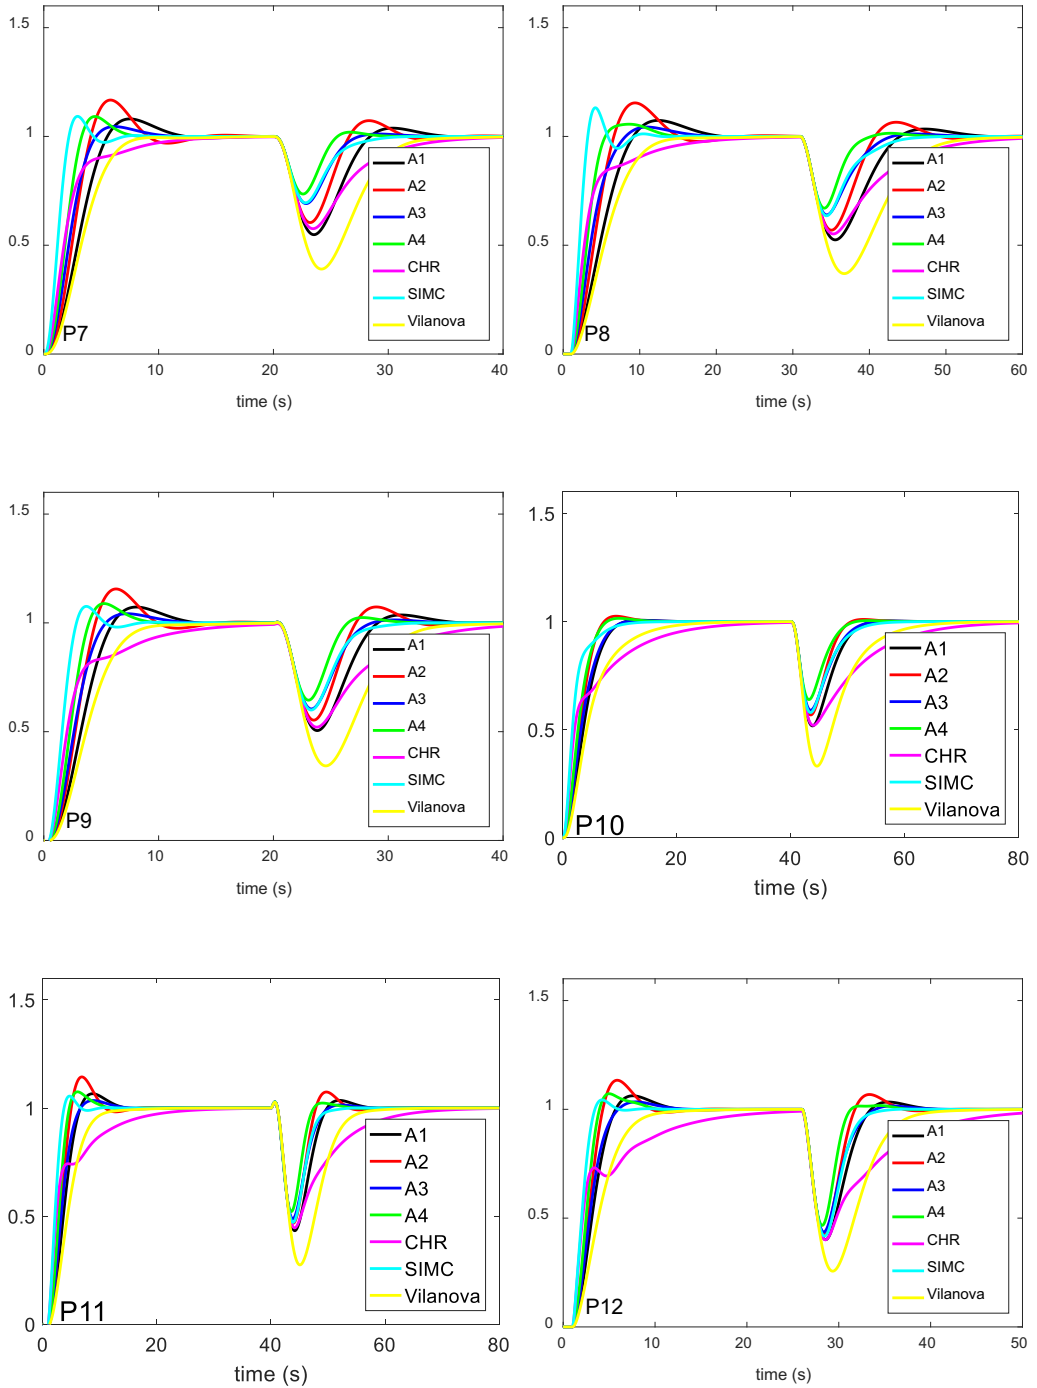 1.5
1
0.5
0
A1
A2
A3
A4
CHR
SIMC
Vilanova
P7
0 10 20 30 40
time (s)
1.5
1
0.5
0
A1
A2
A3
A4
CHR
SIMC
Vilanova
P8
0 10 20 30 40 50 60
time (s)
1.5
1
0.5
0
A1
A2
A3
A4
CHR
SIMC
Vilanova
P9
0 10 20 30 40
time (s)
1.5
1
0.5
0
A1
A2
A3
A4
CHR
SIMC
Vilanova
P10
0 20 40 60 80
time (s)
1.5
1
0.5
0
A1
A2
A3
A4
CHR
SIMC
Vilanova
P11
0 20 40 60 80
time (s)
1.5
1
0.5
0
A1
A2
A3
A4
CHR
SIMC
Vilanova
P12
0 10 20 30 40 50
time (s)